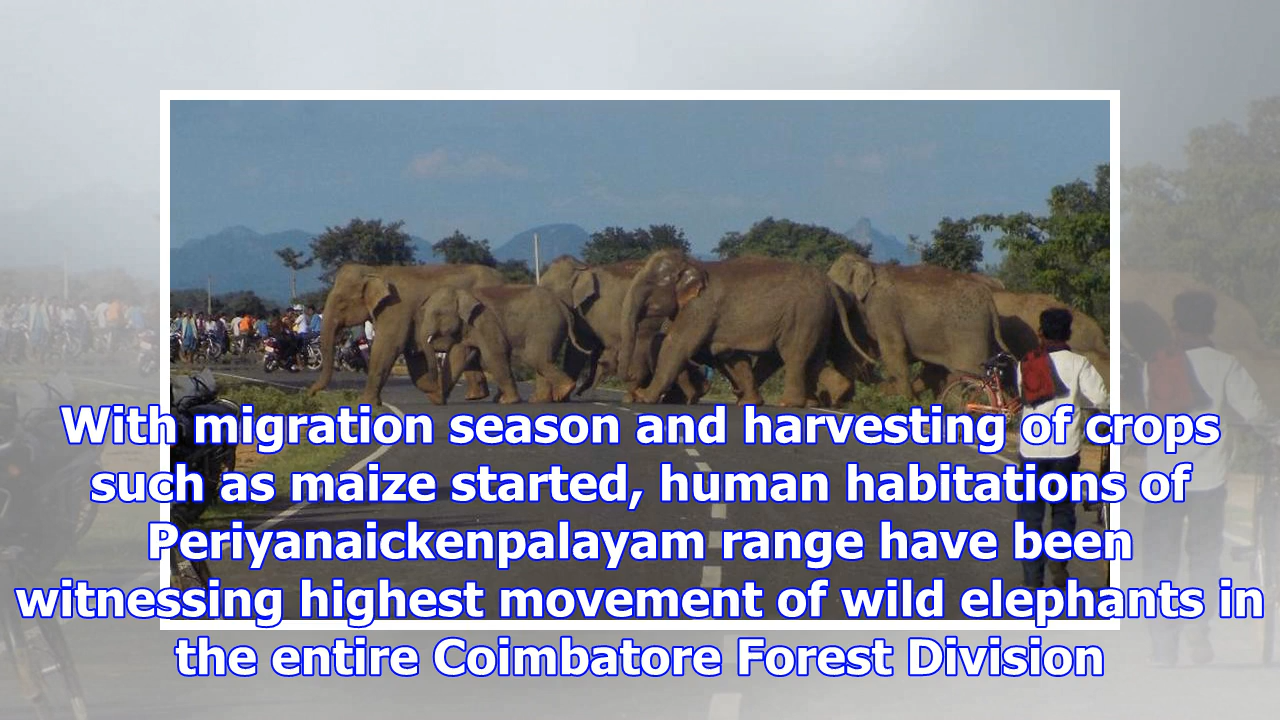 With migration season and harvesting of crops
such as maize started, human habitations of
Periyanaickenpalayam range have been
witnessing highest movement of wild elephants in
the entire Coimbatore Forest Division